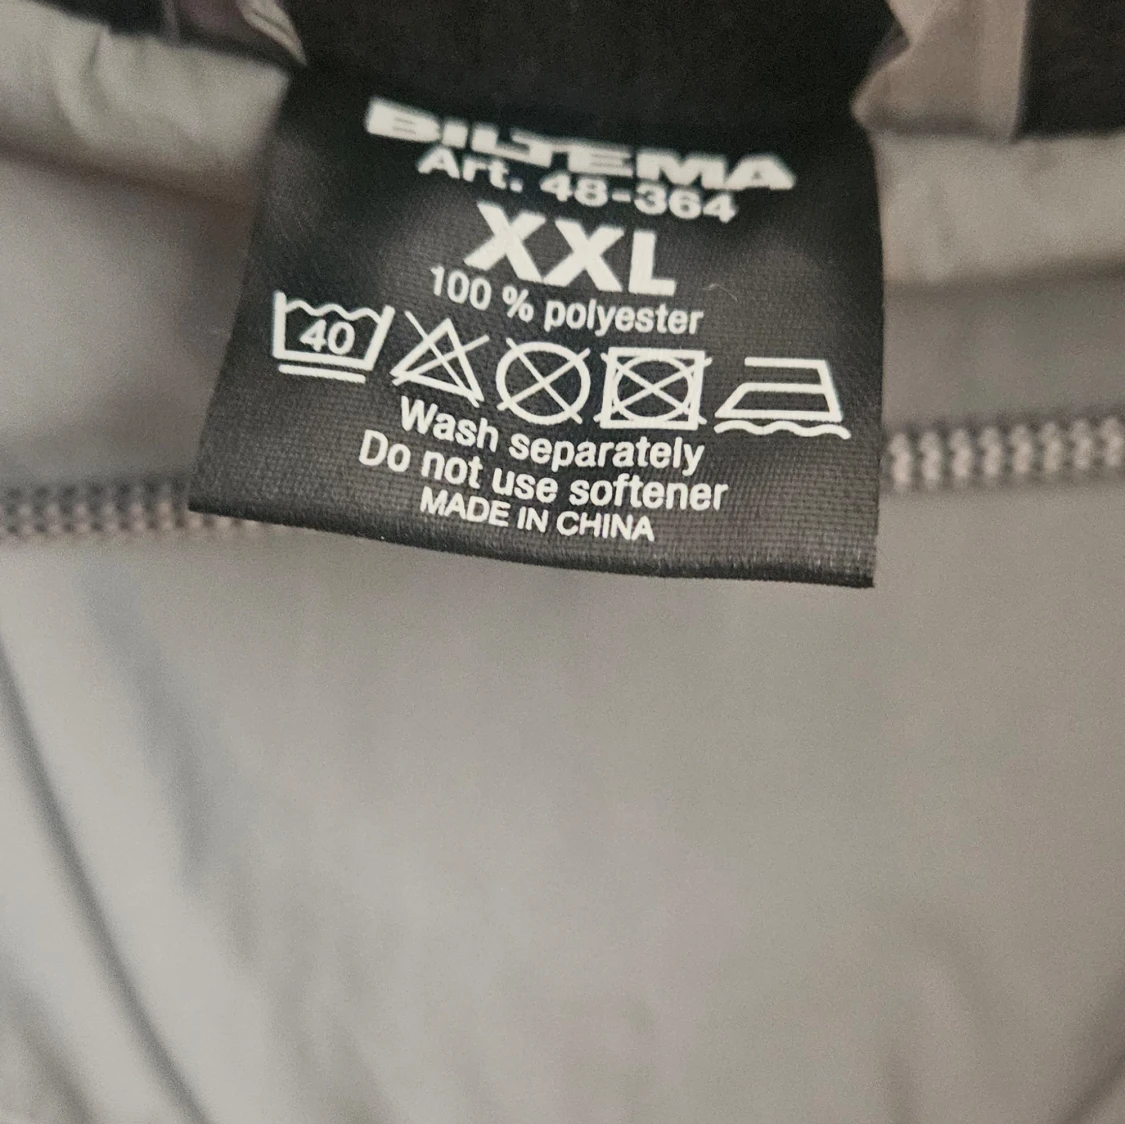 BILTEMA
Art. 48-364
XXL
100 % polyester
40
Wash separately
Do not use softener
MADE IN CHINA